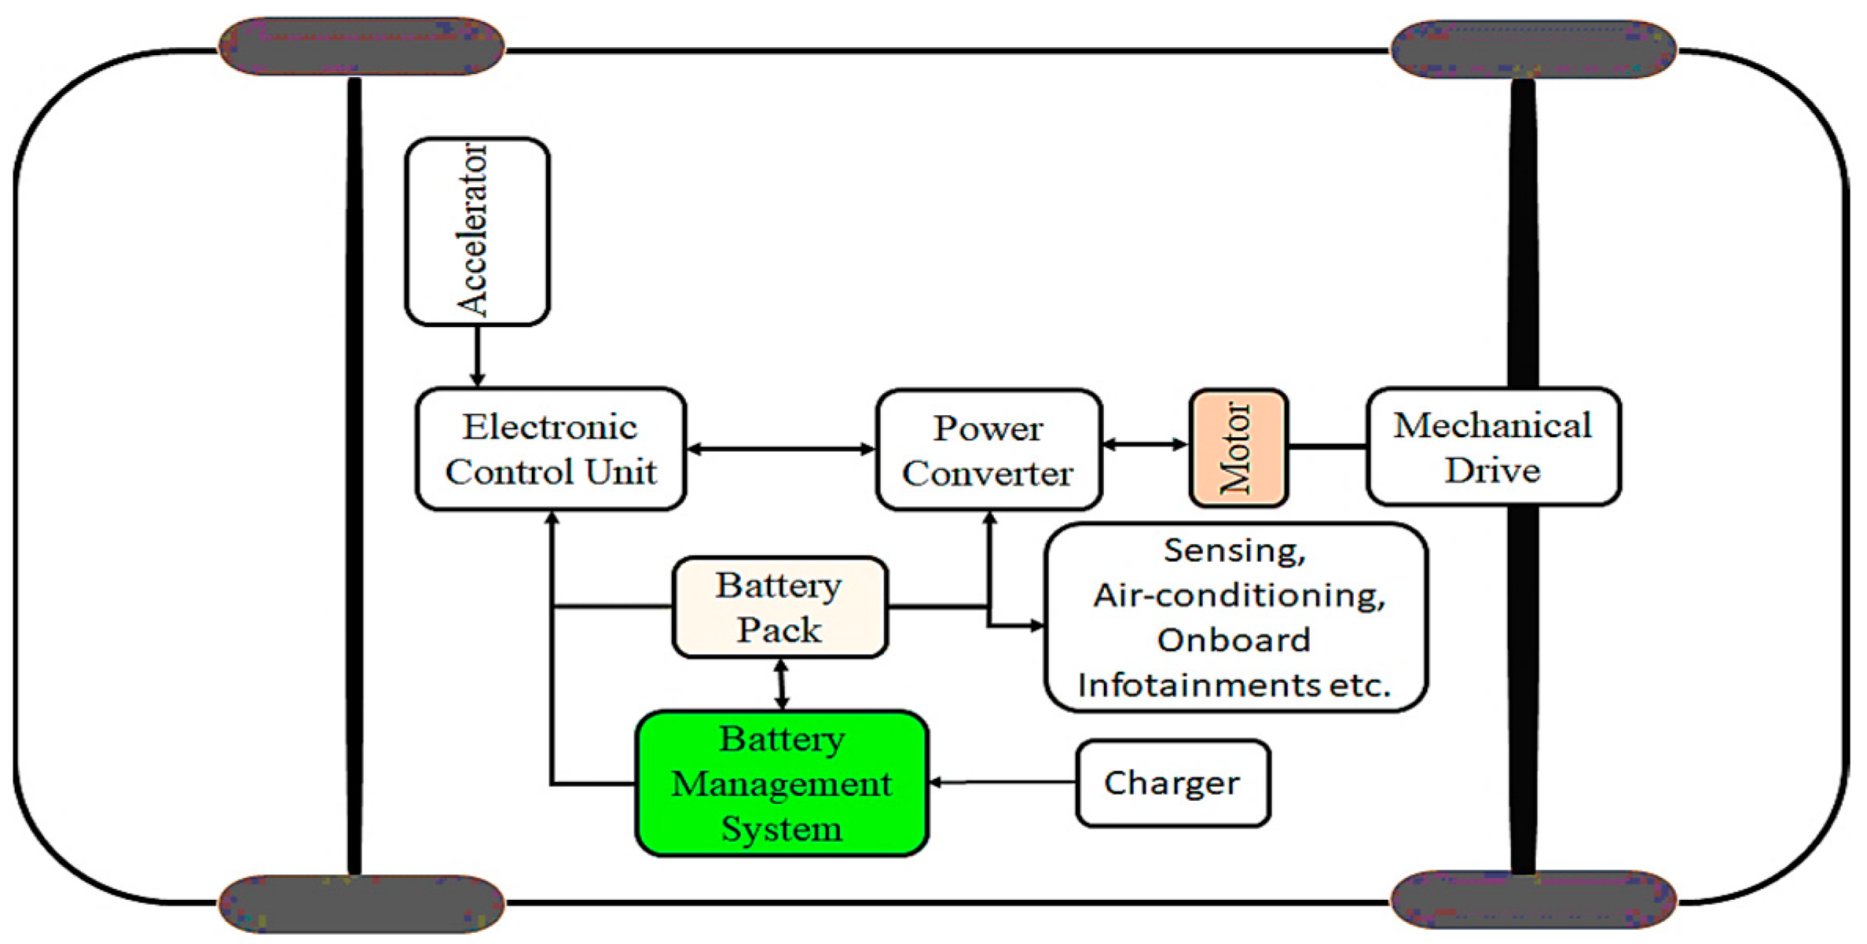 Accelerator
Electronic
Control Unit
Power
Converter
Motor
Mechanical
Drive
Battery
Pack
Sensing,
Air-conditioning,
Onboard
Infotainments etc.
Battery
Management
System
Charger